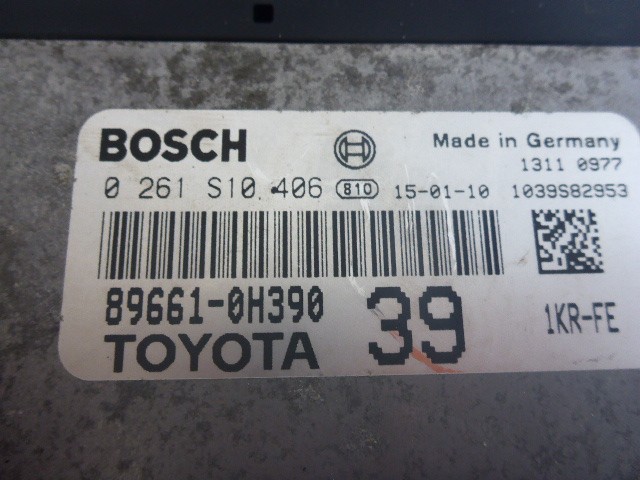 BOSCH
Made in Germany
1311 0977
0 261 S10 406 810 15-01-10 1039S82953
89661-0H390
39
1KR-FE
TOYOTA